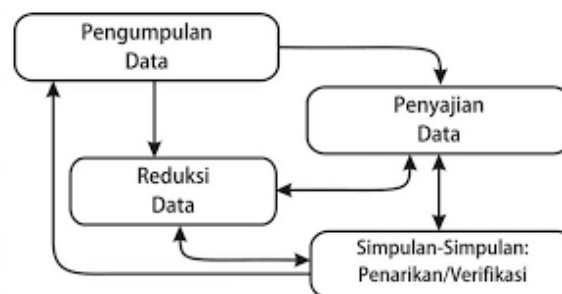 Pengumpulan
Data
Penyajian
Data
Reduksi
Data
Simpulan-Simpulan:
Penarikan/Verifikasi